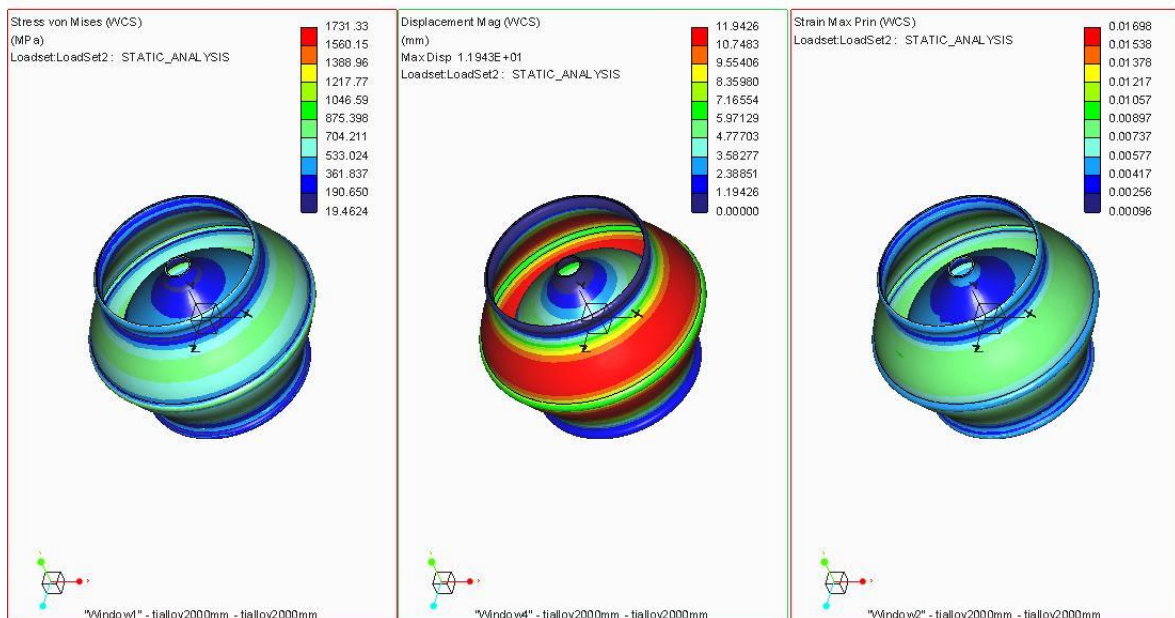 Stress von Mises (WCS)
(MPa)
Loadset:LoadSet2 : STATIC_ANALYSIS
1731.33
1560.15
1388.96
1217.77
1046.59
875.398
704.211
533.024
361.837
190.650
19.4624
X
Z
"Window1" - tialloy2000mm - tialloy2000mm
Displacement Mag (WCS)
(mm)
Max Disp 1.1943E+01
Loadset:LoadSet2 : STATIC_ANALYSIS
11.9426
10.7483
9.55406
8.35980
7.16554
5.97129
4.77703
3.58277
2.38851
1.19426
0.00000
Y
X
Z
"Window4" - tialloy2000mm - tialloy2000mm
Strain Max Prin (WCS)
Loadset:LoadSet2 : STATIC_ANALYSIS
0.01698
0.01538
0.01378
0.01217
0.01057
0.00897
0.00737
0.00577
0.00417
0.00256
0.00096
X
Z
"Window2" - tialloy2000mm - tialloy2000mm